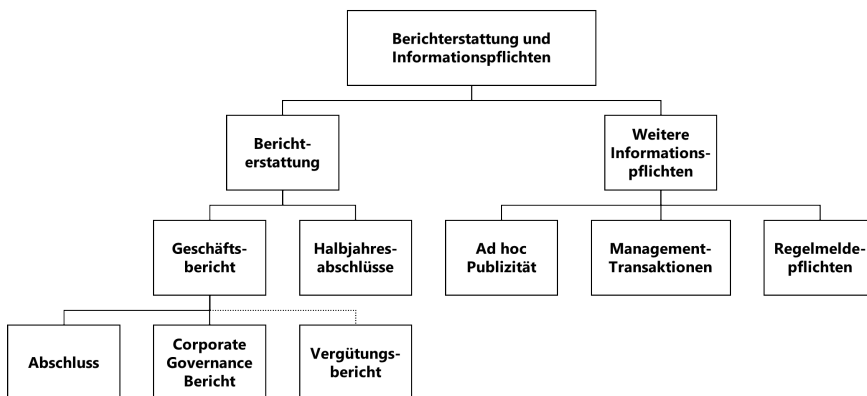 Berichterstattung und
Informationspflichten
Bericht-
erstattung
Weitere
Informations-
pflichten
Geschäfts-
bericht
Halbjahres-
abschlüsse
Ad hoc
Publizität
Management-
Transaktionen
Regelmelde-
pflichten
Abschluss
Corporate
Governance
Bericht
Vergütungs-
bericht